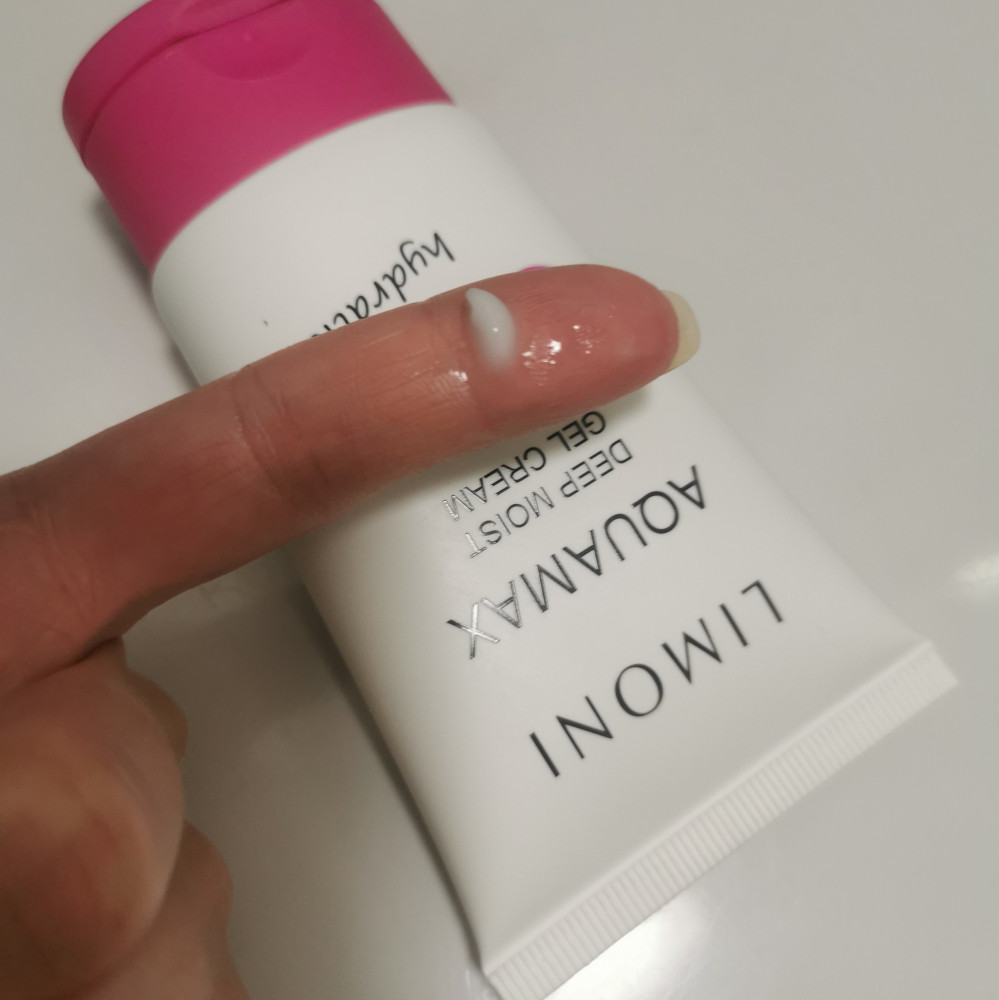 LIMONI
AQUAMAX
DEEP MOIST
GEL CREAM